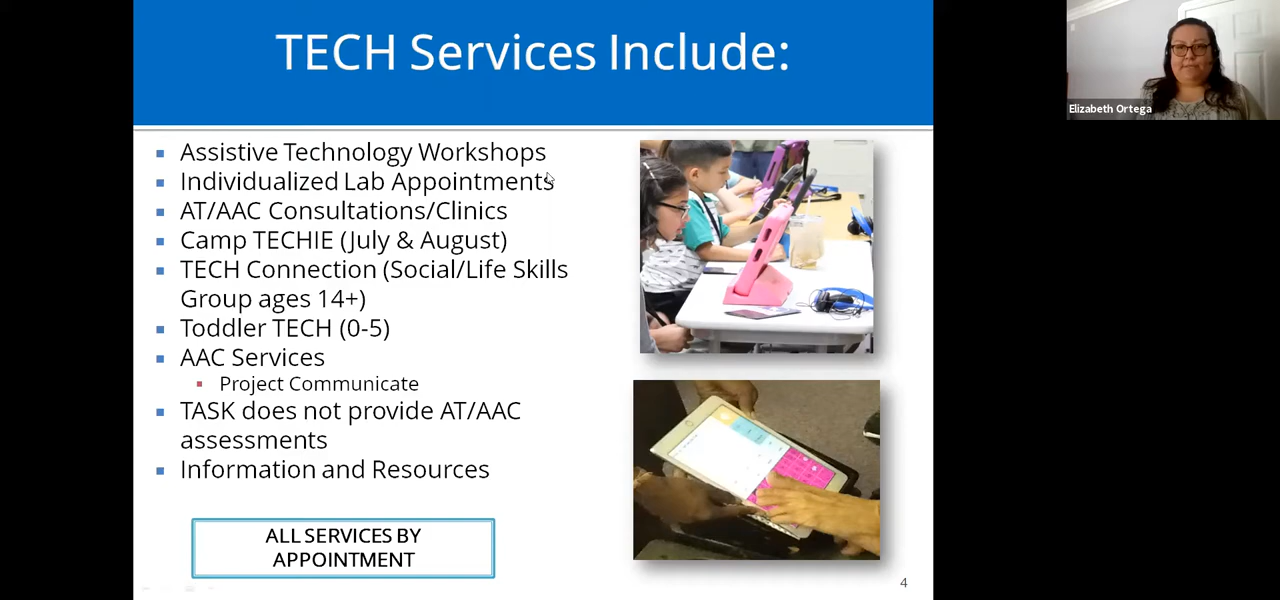 TECH Services Include:
Assistive Technology Workshops
Individualized Lab Appointments
AT/AAC Consultations/Clinics
Camp TECHIE (July & August)
TECH Connection (Social/Life Skills
Group ages 14+)
Toddler TECH (0-5)
AAC Services
Project Communicate
TASK does not provide AT/AAC
assessments
Information and Resources
ALL SERVICES BY
APPOINTMENT
4
Elizabeth Ortega